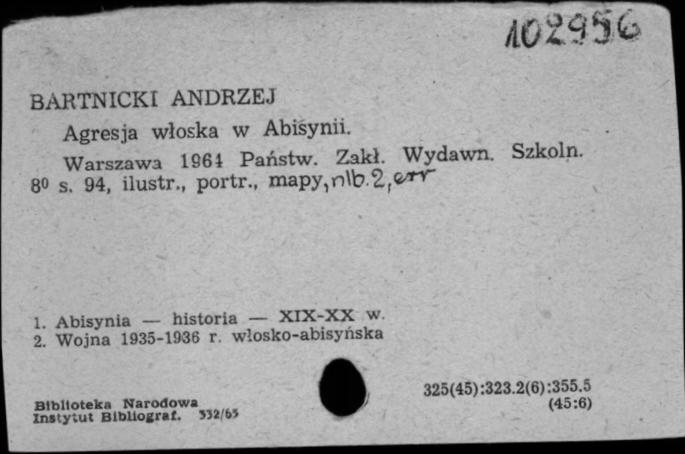 102956
BARTNICKI ANDRZEJ
Agresja włoska w Abisynii.
Warszawa 1964 Państw. Zakł. Wydawn. Szkoln.
8⁰ s. 94, ilustr., portr., mapy, nlb. 2, err
1. Abisynia — historia — XIX-XX w.
2. Wojna 1935-1936 r. włosko-abisyńska
325(45):323.2(6):355.5
(45:6)
Biblioteka Narodowa
Instytut Bibliograf. 332/65